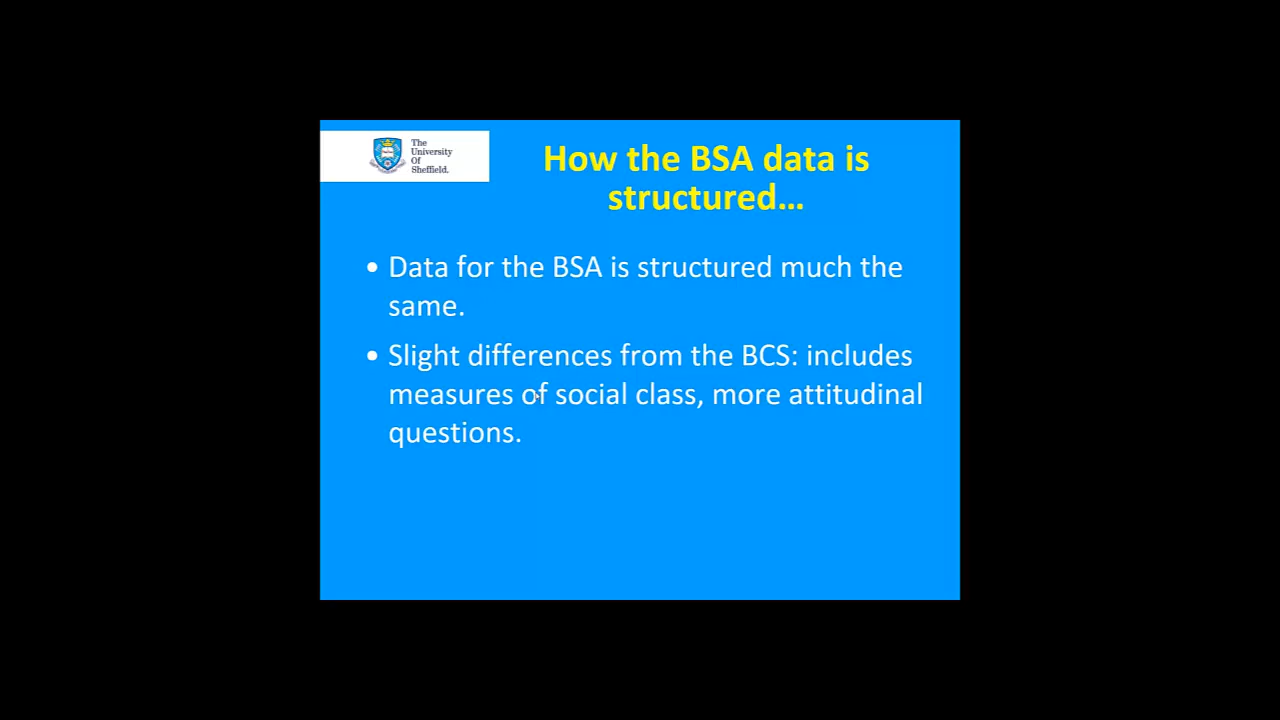 The
University
Of
Sheffield.
How the BSA data is
structured...
• Data for the BSA is structured much the
same.
• Slight differences from the BCS: includes
measures of social class, more attitudinal
questions.